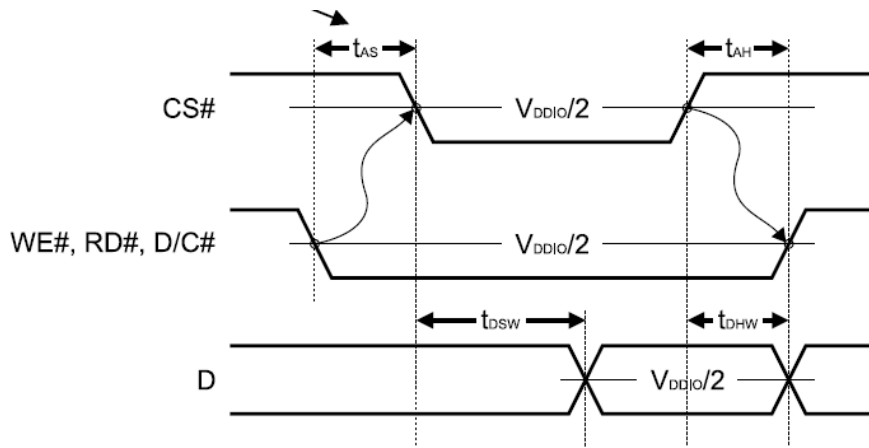 tAS
tAH
CS#
VDDIO/2
WE#, RD#, D/C#
VDDIO/2
tDSW
tDHW
D
VDDIO/2